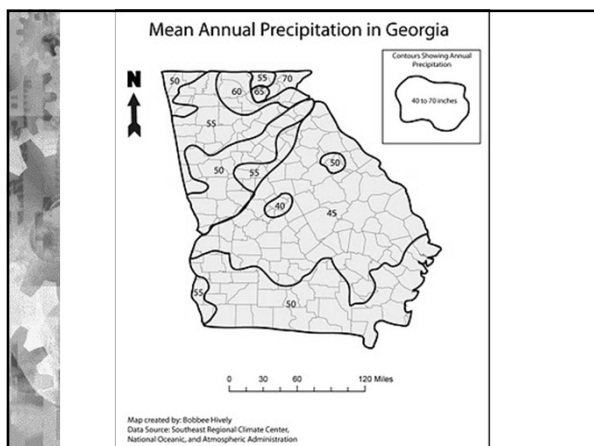 Mean Annual Precipitation in Georgia
Contours Showing Annual
Precipitation
40 to 70 inches
N
50
55
70
60
65
55
50
55
50
40
45
55
50
0 30 60 120 Miles
Map created by: Bobbee Hively
Data Source: Southeast Regional Climate Center,
National Oceanic, and Atmospheric Administration